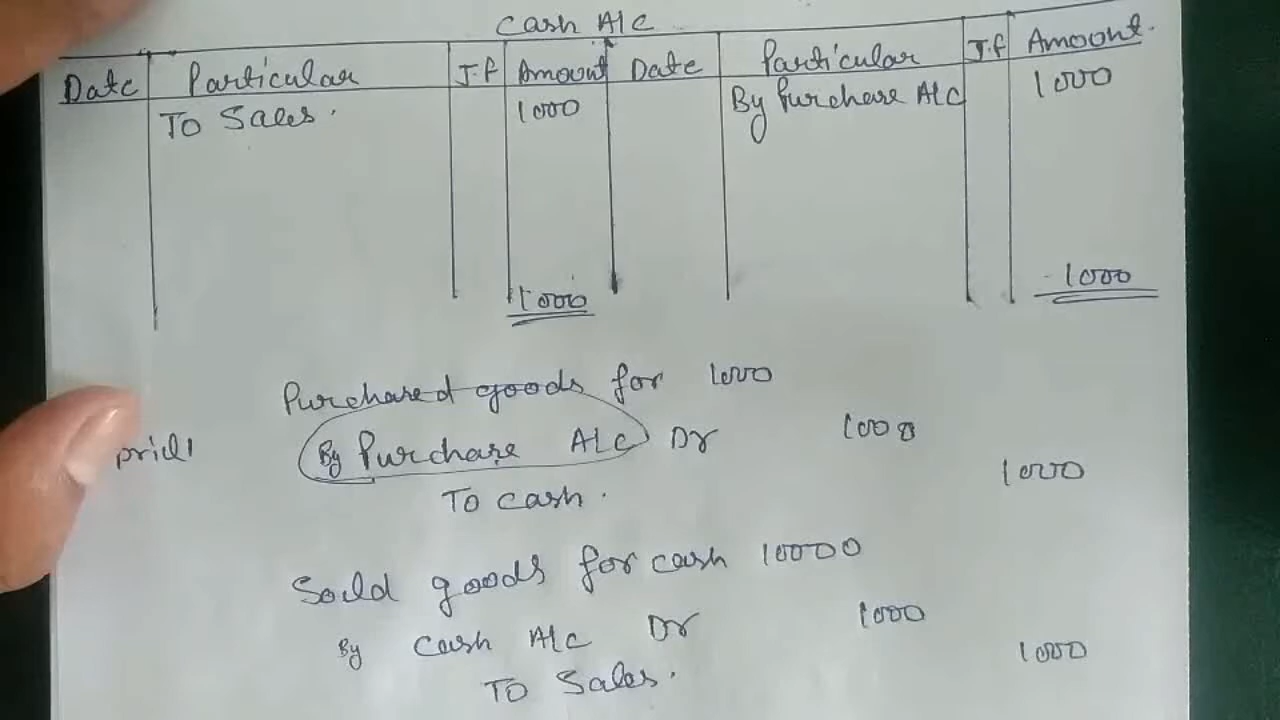 Cash A/C
Date Particular J.f Amount Date Particular J.f Amount.
To Sales. 1000 By Purchase A/C 1000
1000 1000
Purchased goods for 1000
By Purchase A/C Dr 1000
To cash. 1000
Sold goods for cash 10000
By Cash A/C Dr 1000
To Sales. 1000